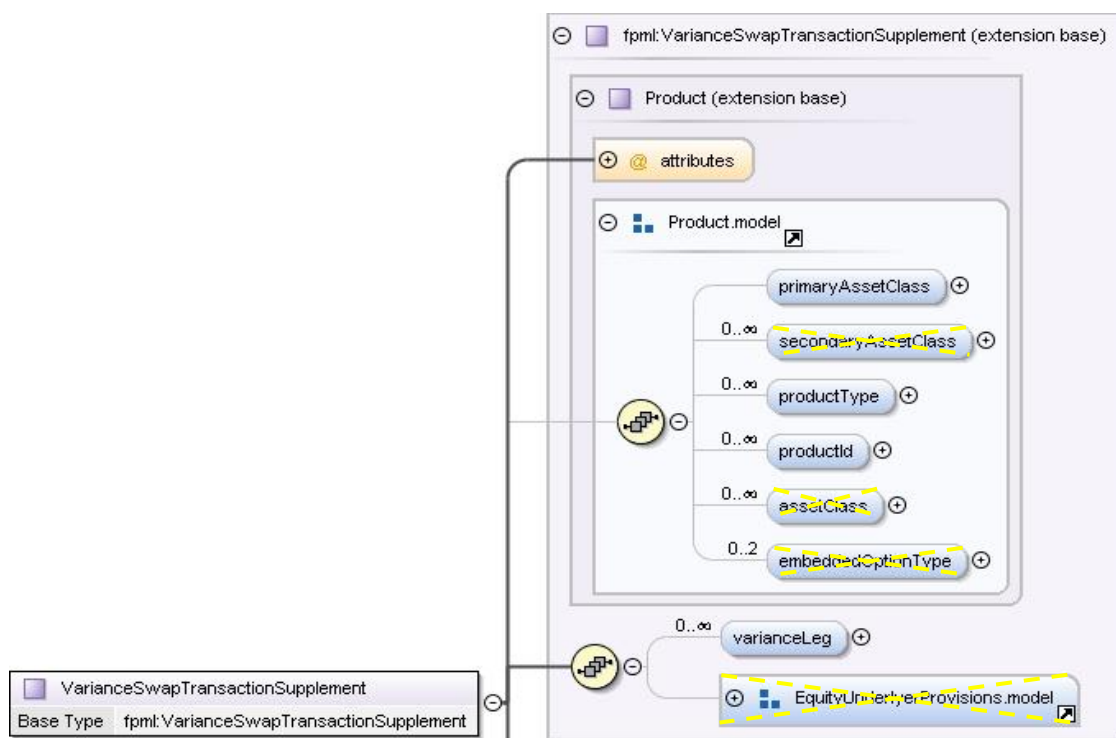 fpml:VarianceSwapTransactionSupplement (extension base)
Product (extension base)
@ attributes
Product.model
primaryAssetClass
0..∞
secondaryAssetClass
0..∞
productType
0..∞
productId
0..∞
assetClass
0..2
embeddedOptionType
0..∞
varianceLeg
EquityUnderlyerProvisions.model
VarianceSwapTransactionSupplement
Base Type fpml:VarianceSwapTransactionSupplement